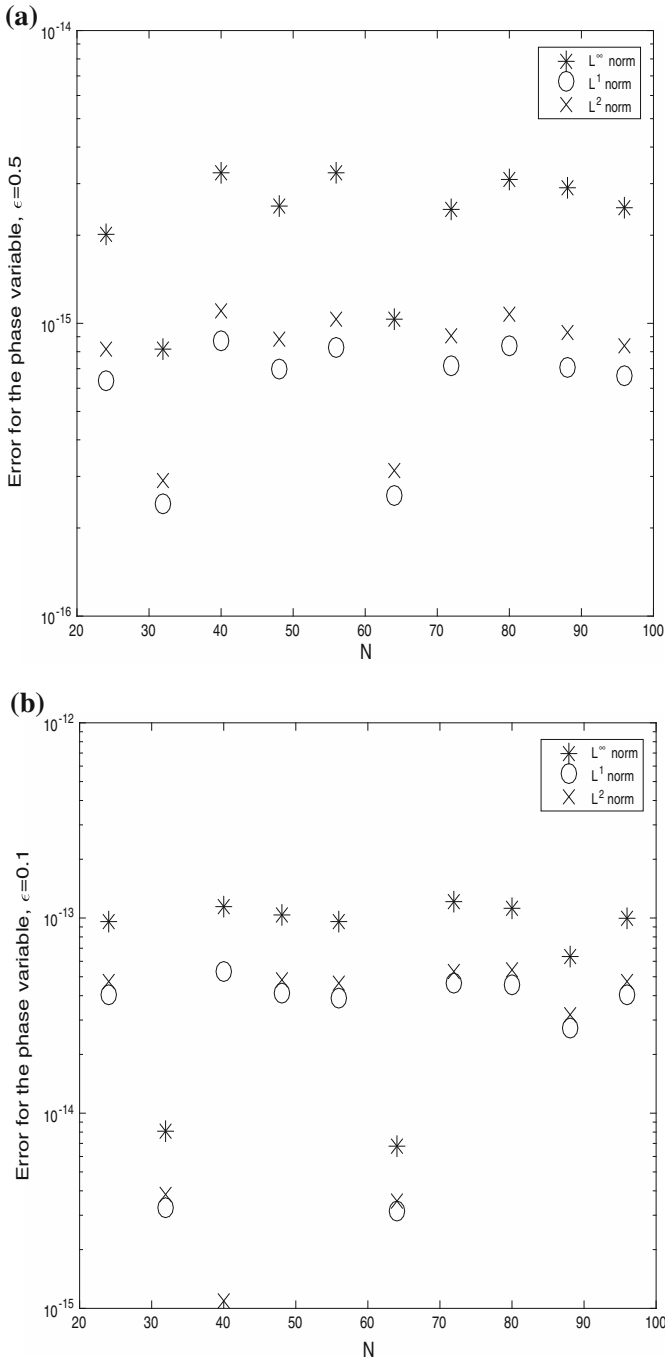 (a)
10^-14
10^-15
10^-16
Error for the phase variable, ϵ=0.5
L^∞ norm
L^1 norm
L^2 norm
20 30 40 50 60 70 80 90 100
N
(b)
10^-12
10^-13
10^-14
10^-15
Error for the phase variable, ϵ=0.1
L^∞ norm
L^1 norm
L^2 norm
20 30 40 50 60 70 80 90 100
N